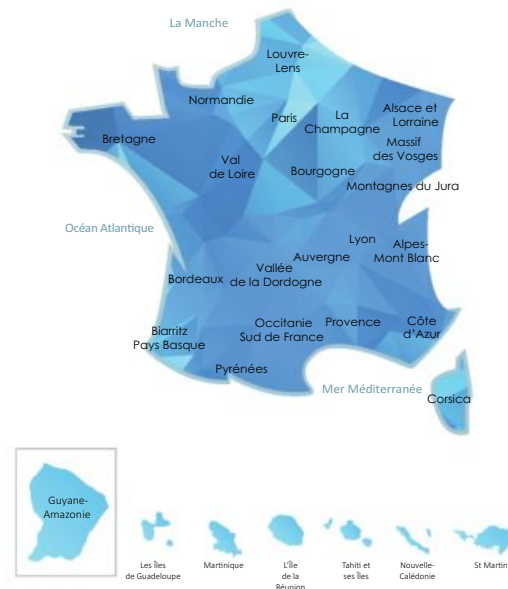 La Manche
Louvre-
Lens
Normandie
Paris
La
Champagne
Alsace et
Lorraine
Bretagne
Massif
des Vosges
Val
de Loire
Bourgogne
Montagnes du Jura
Océan Atlantique
Lyon
Alpes-
Mont Blanc
Auvergne
Vallée
de la Dordogne
Bordeaux
Biarritz
Pays Basque
Occitanie
Sud de France
Provence
Côte
d'Azur
Pyrénées
Mer Méditerranée
Corsica
Guyane-
Amazonie
Les Îles
de Guadeloupe
Martinique
L'Île
de la
Réunion
Tahiti et
ses Îles
Nouvelle-
Calédonie
St Martin